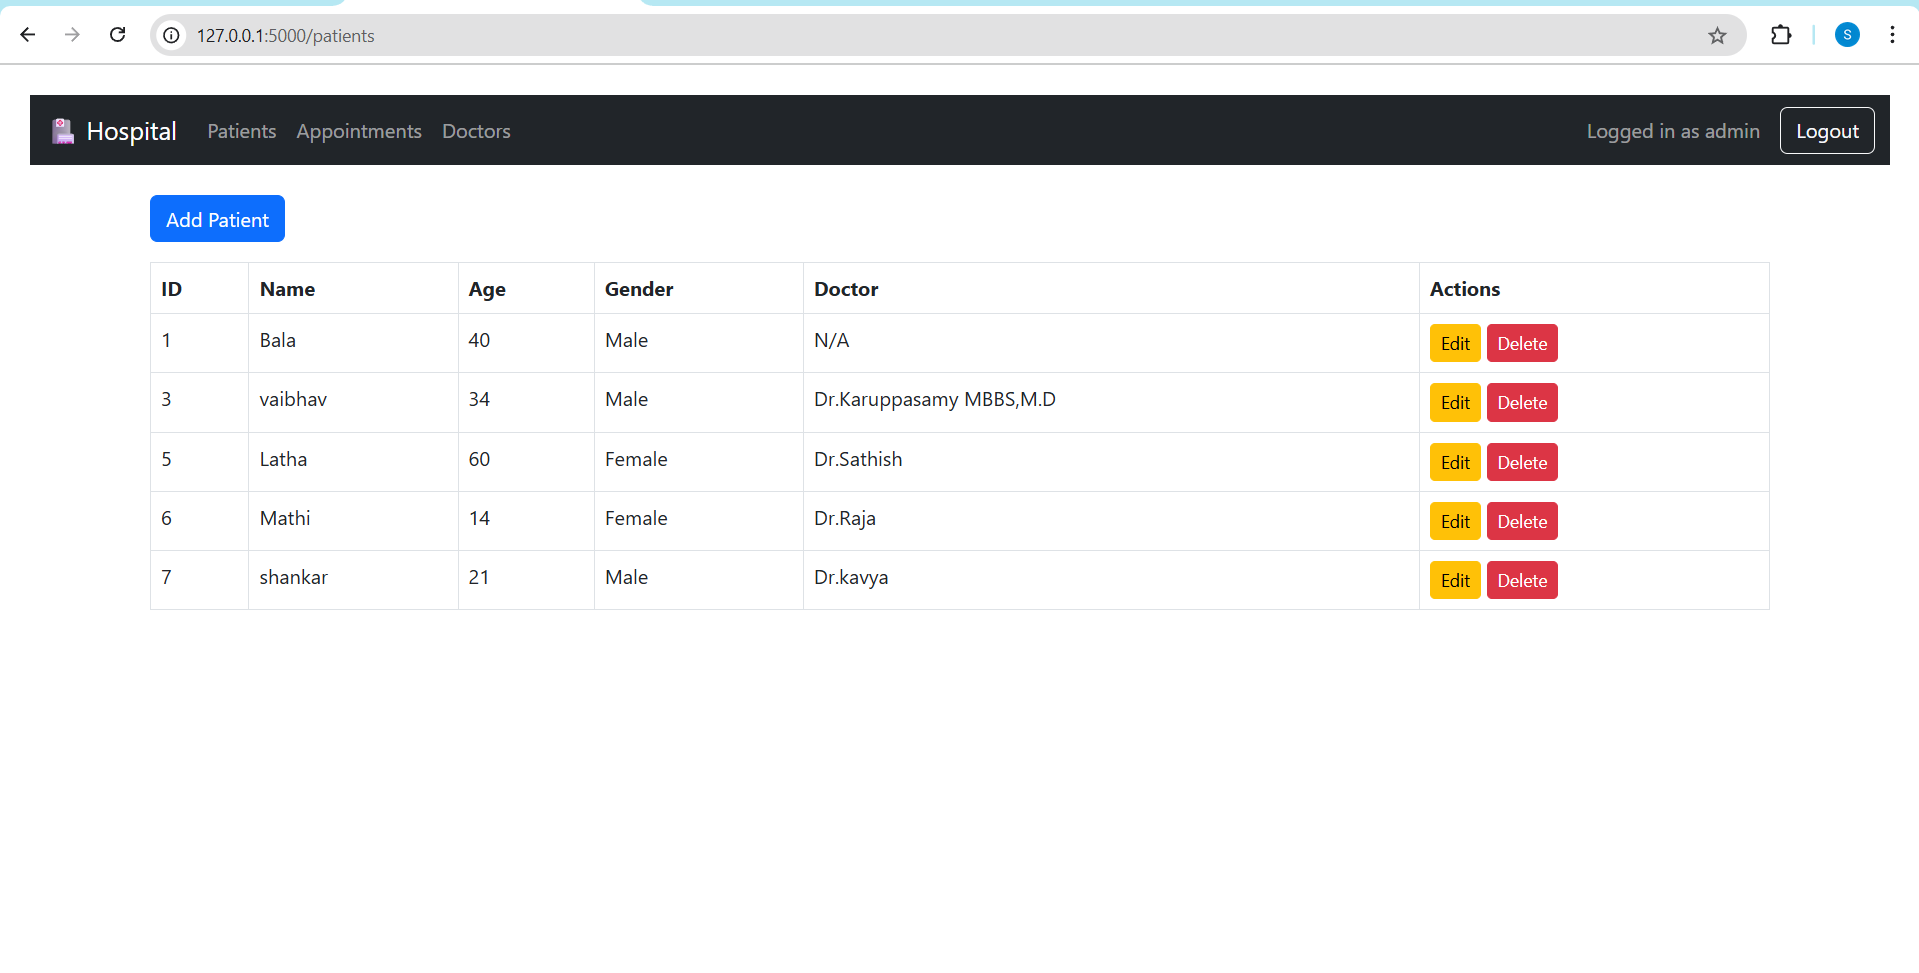 127.0.0.1:5000/patients
S
Hospital Patients Appointments Doctors Logged in as admin Logout
Add Patient
ID Name Age Gender Doctor Actions
1 Bala 40 Male N/A Edit Delete
3 vaibhav 34 Male Dr.Karuppasamy MBBS,M.D Edit Delete
5 Latha 60 Female Dr.Sathish Edit Delete
6 Mathi 14 Female Dr.Raja Edit Delete
7 shankar 21 Male Dr.kavya Edit Delete